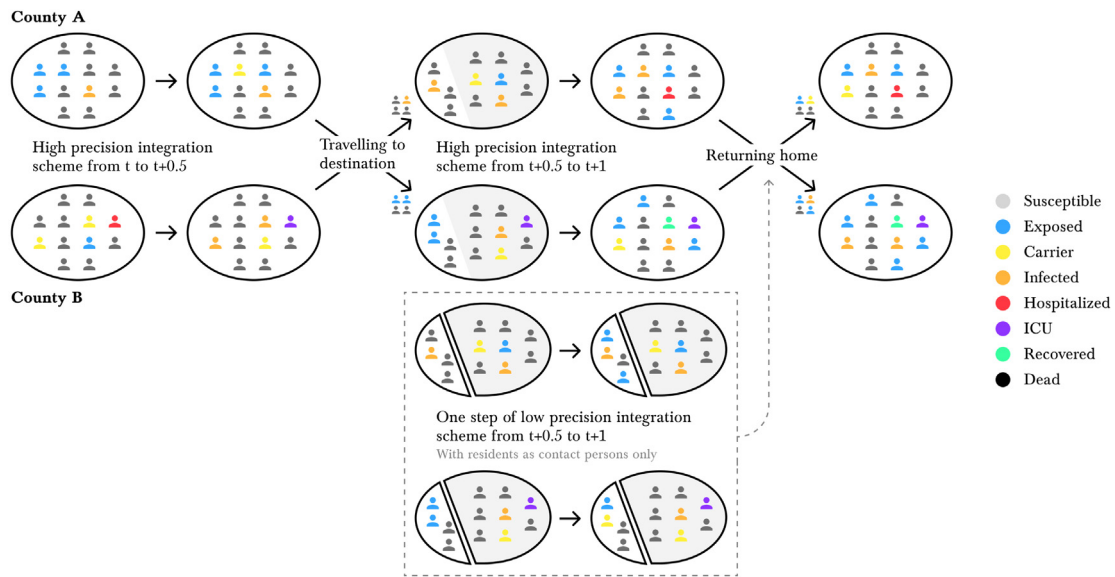 County A
High precision integration
scheme from t to t+0.5
Travelling to
destination
High precision integration
scheme from t+0.5 to t+1
Returning home
County B
Susceptible
Exposed
Carrier
Infected
Hospitalized
ICU
Recovered
Dead
One step of low precision integration
scheme from t+0.5 to t+1
With residents as contact persons only